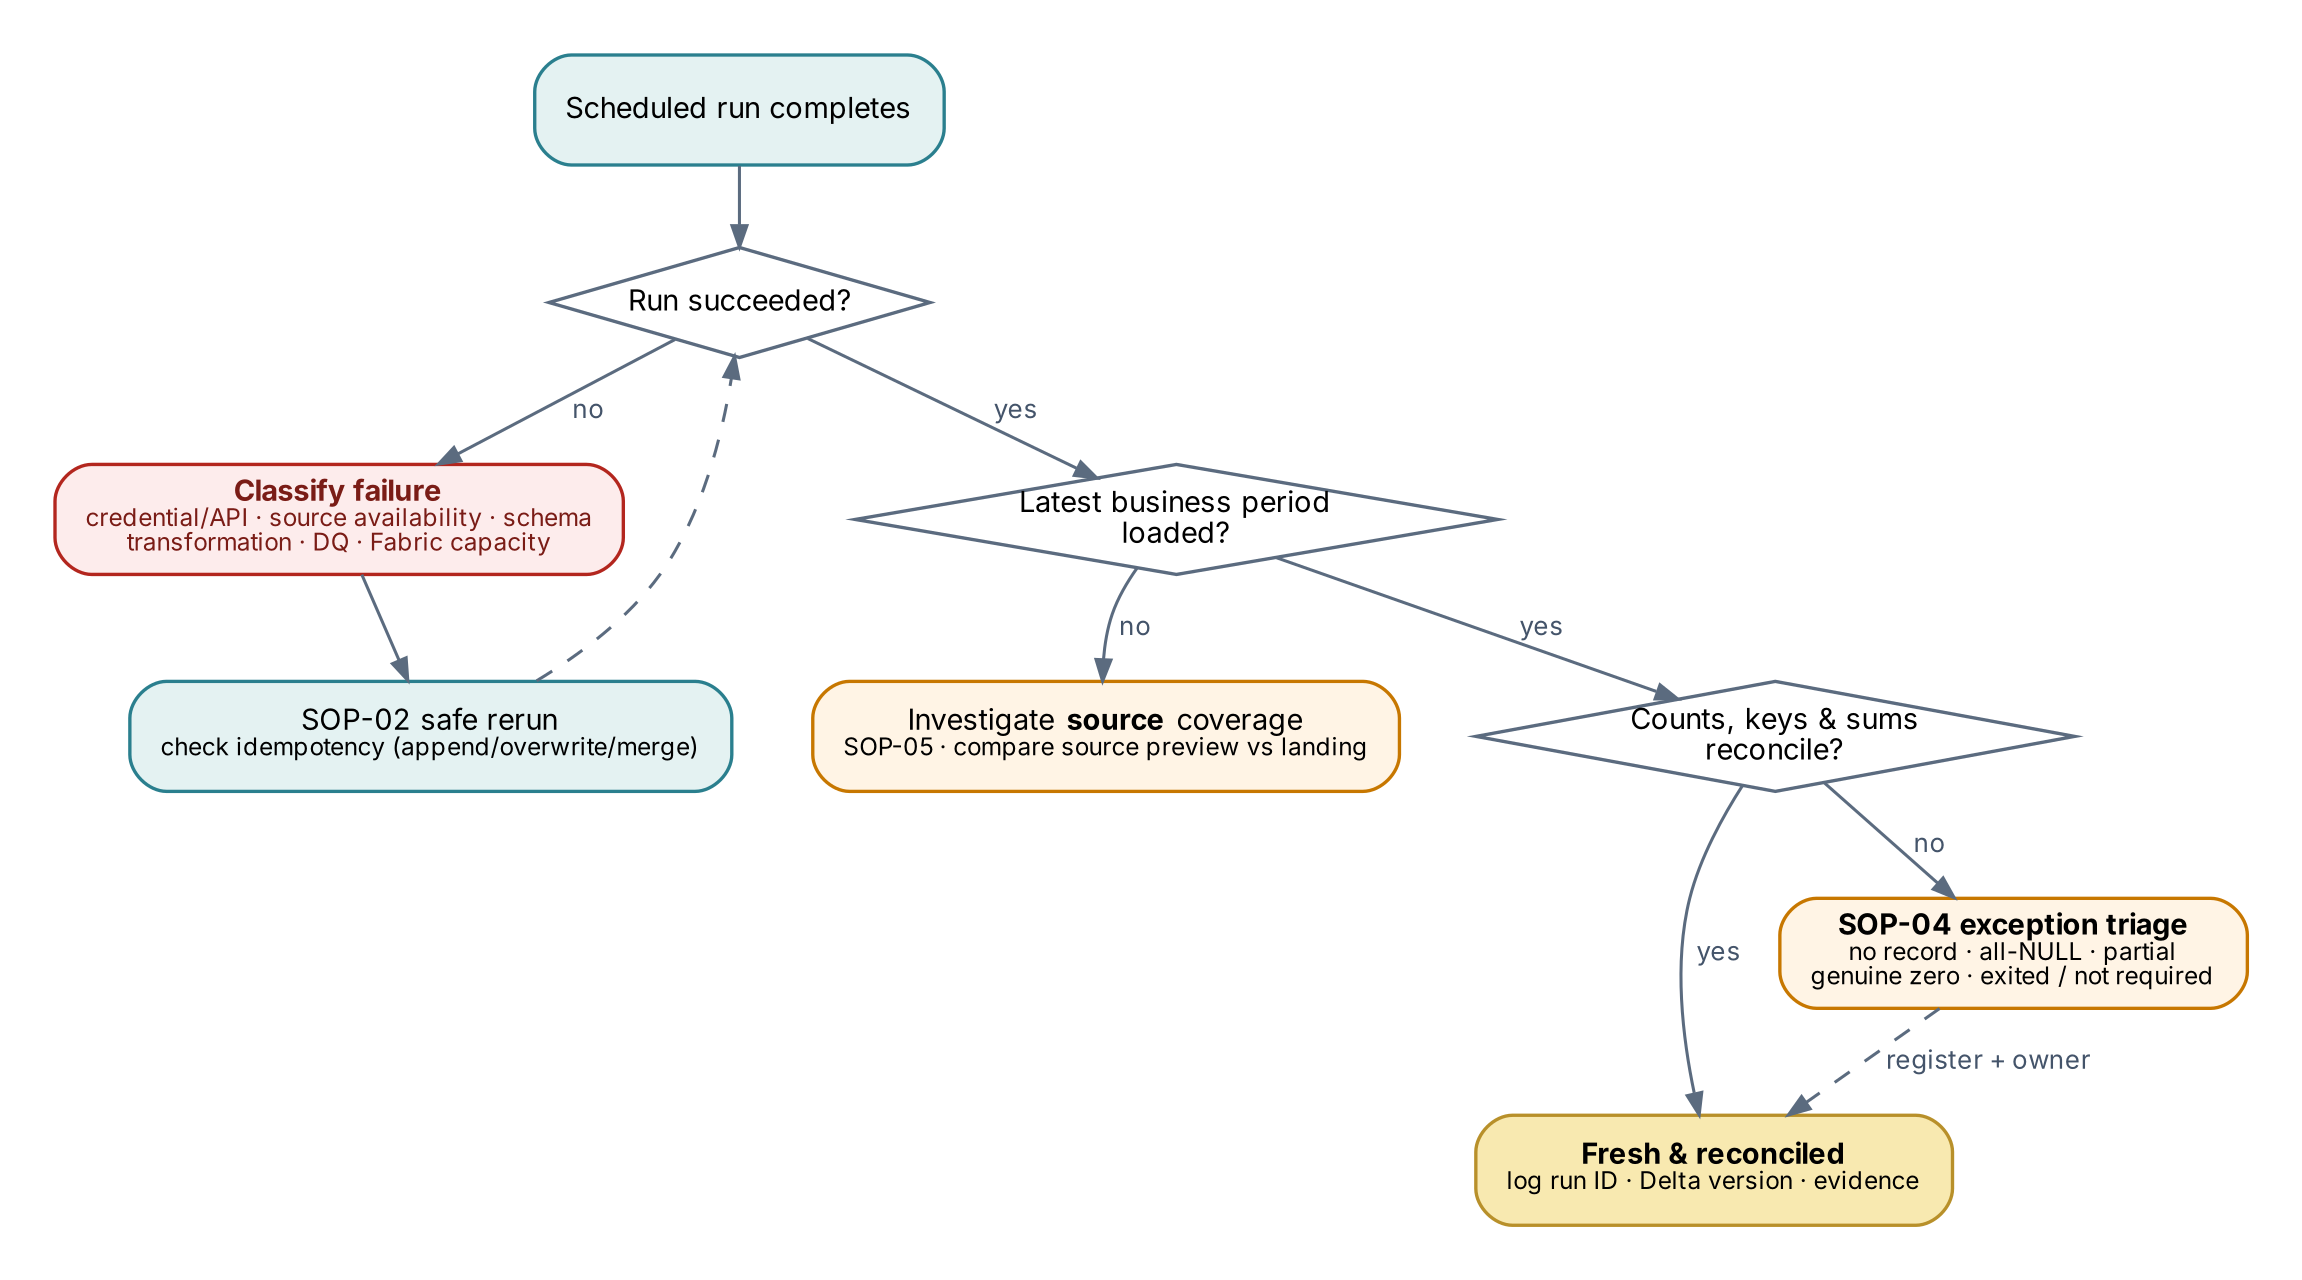 Scheduled run completes
Run succeeded?
no
yes
Classify failure
credential/API · source availability · schema
transformation · DQ · Fabric capacity
Latest business period
loaded?
no
yes
SOP-02 safe rerun
check idempotency (append/overwrite/merge)
Investigate source coverage
SOP-05 · compare source preview vs landing
Counts, keys & sums
reconcile?
no
yes
SOP-04 exception triage
no record · all-NULL · partial
genuine zero · exited / not required
register + owner
Fresh & reconciled
log run ID · Delta version · evidence